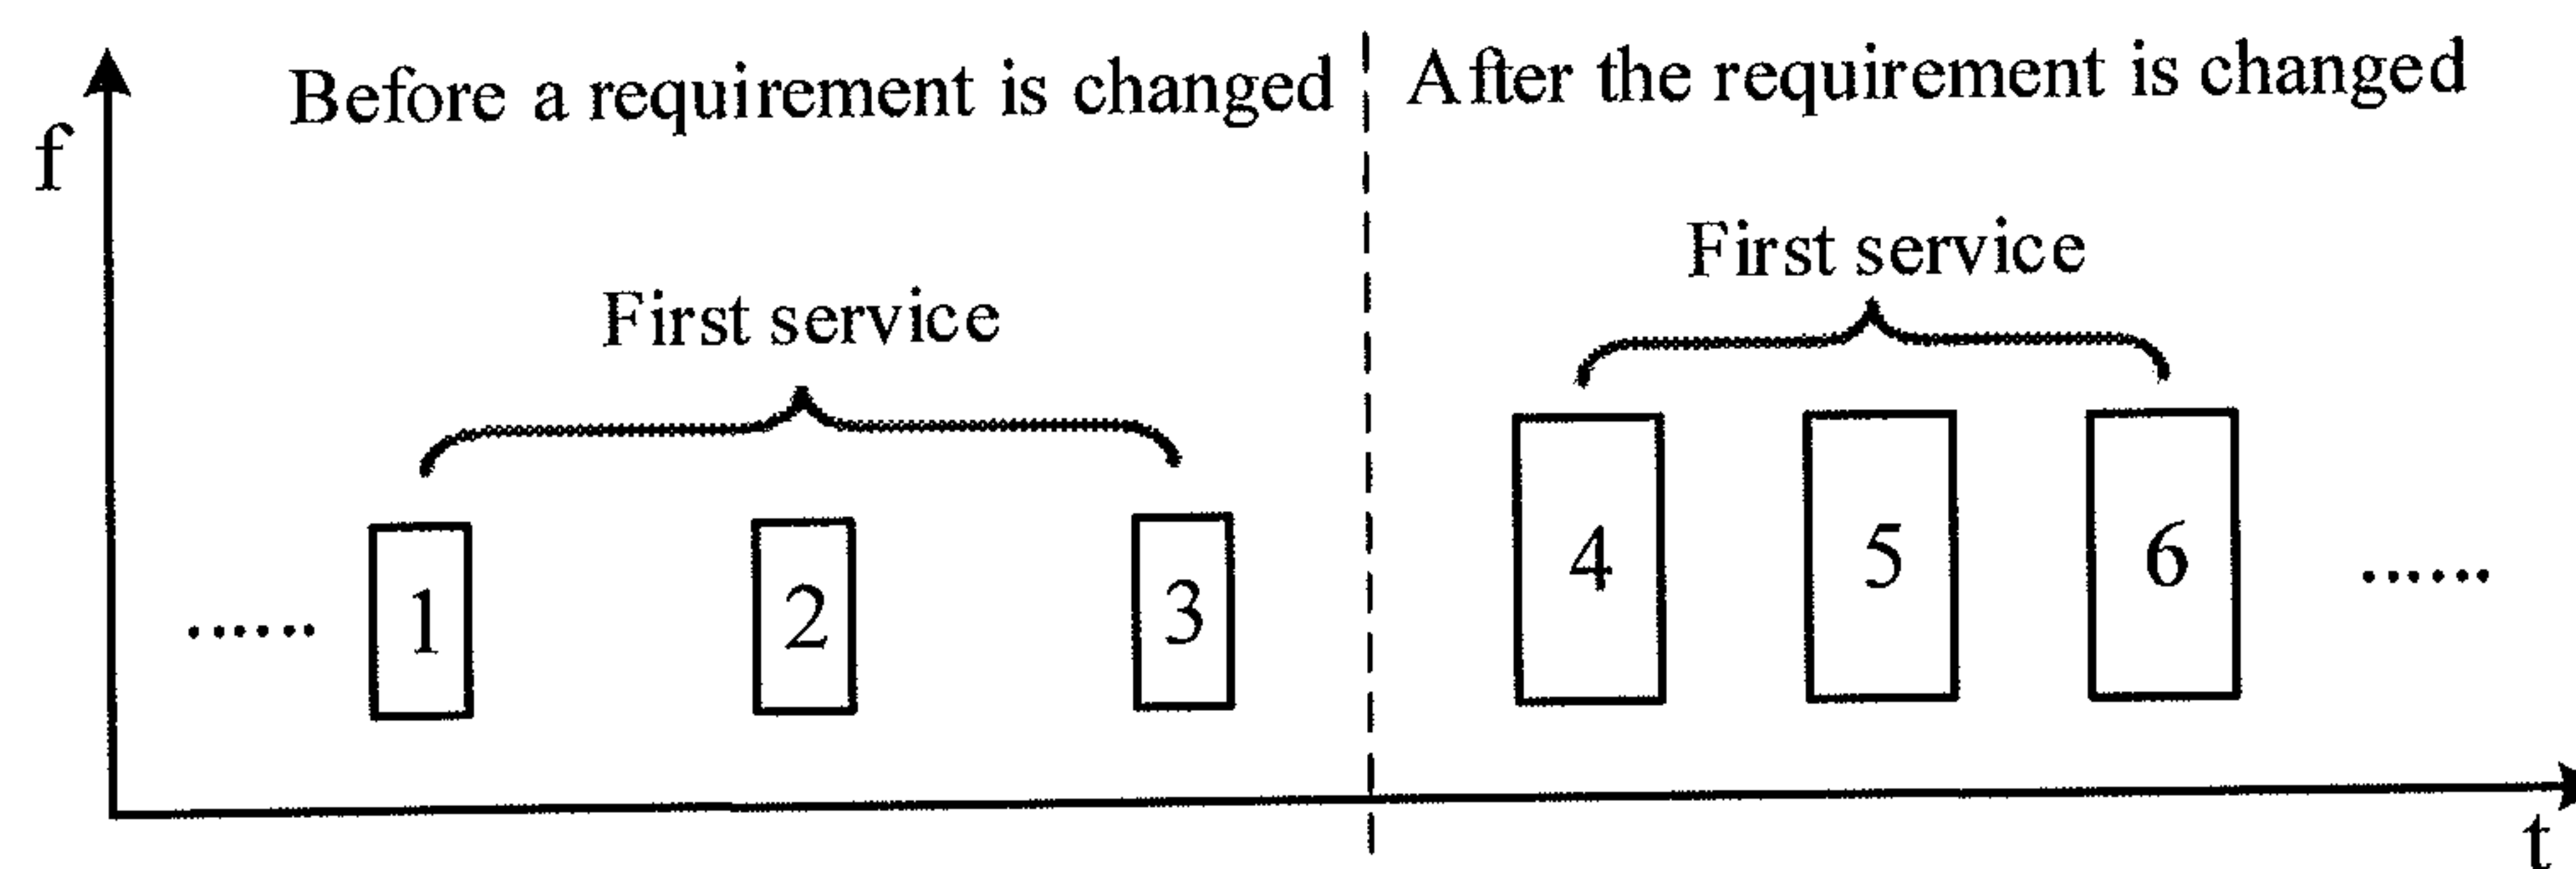 Before a requirement is changed
After the requirement is changed
f
First service
First service
...... 1 2 3
4 5 6 ......
t